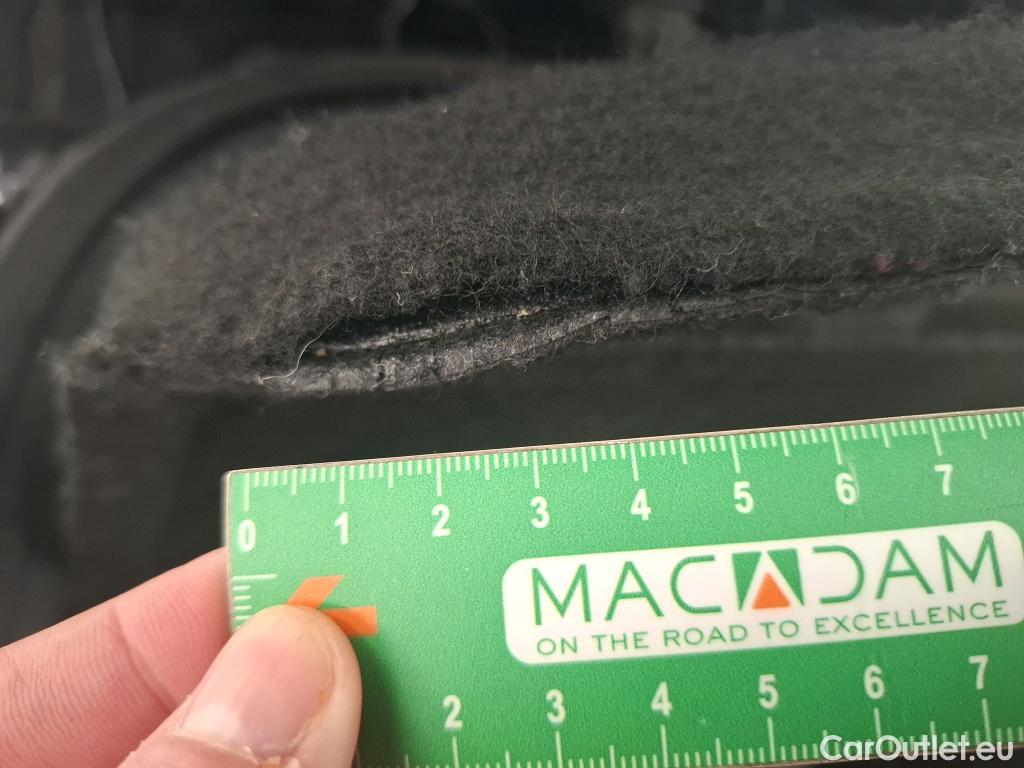 0 1 2 3 4 5 6 7
MACADAM
ON THE ROAD TO EXCELLENCE
2 3 4 5 6 7
CarOutlet.eu